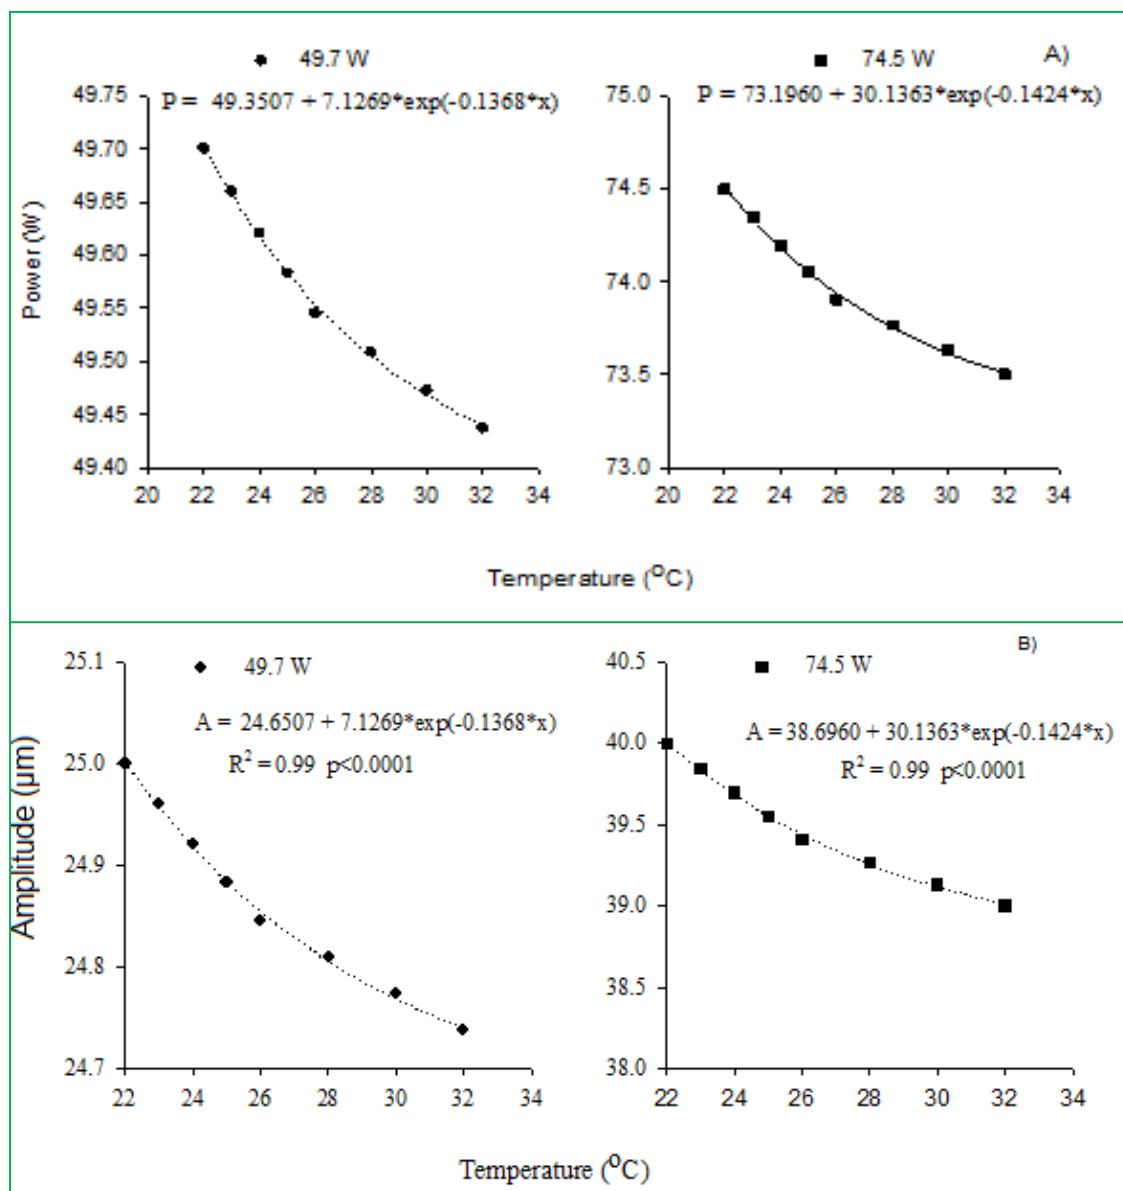 49.7 W
74.5 W
A)
P = 49.3507 + 7.1269*exp(-0.1368*x)
P = 73.1960 + 30.1363*exp(-0.1424*x)
49.75
49.70
49.65
49.60
49.55
49.50
49.45
49.40
Power (W)
20 22 24 26 28 30 32 34
75.0
74.5
74.0
73.5
73.0
20 22 24 26 28 30 32 34
Temperature (°C)
B)
49.7 W
74.5 W
A = 24.6507 + 7.1269*exp(-0.1368*x)
R² = 0.99 p<0.0001
A = 38.6960 + 30.1363*exp(-0.1424*x)
R² = 0.99 p<0.0001
25.1
25.0
24.9
24.8
24.7
Amplitude (µm)
22 24 26 28 30 32 34
40.5
40.0
39.5
39.0
38.5
38.0
22 24 26 28 30 32 34
Temperature (°C)